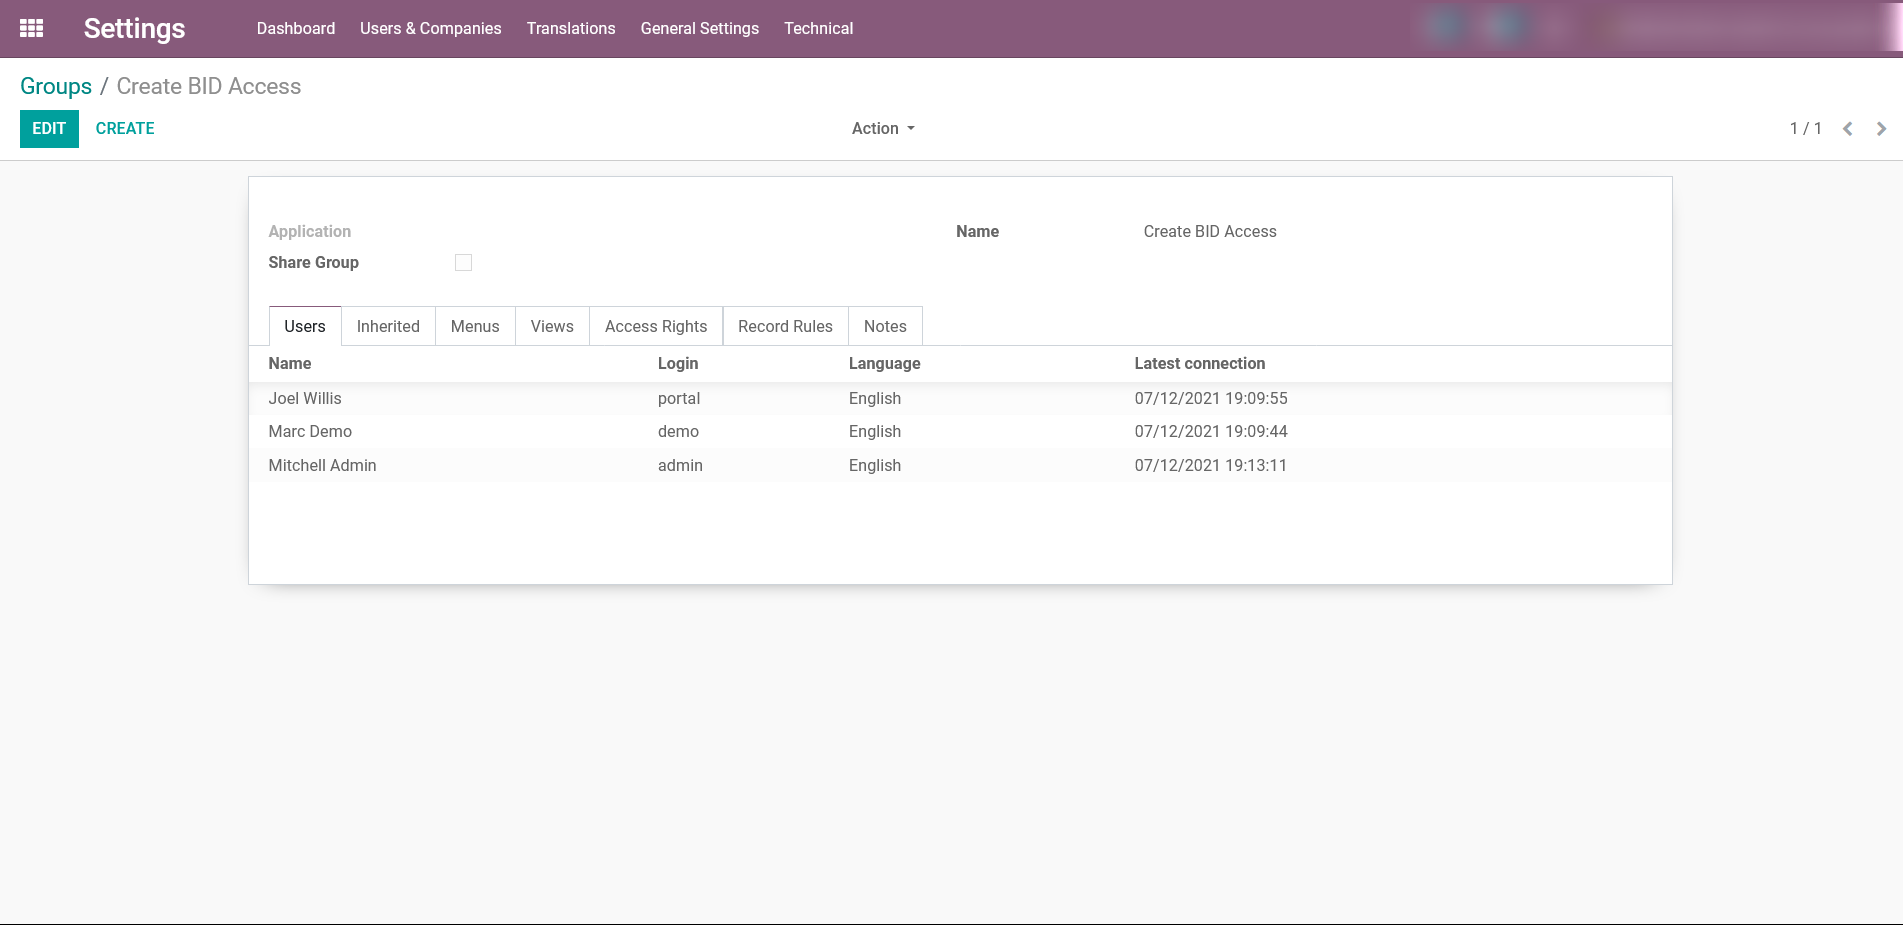 Settings Dashboard Users & Companies Translations General Settings Technical
Groups / Create BID Access
EDIT CREATE Action 1 / 1
Application Name Create BID Access
Share Group
Users Inherited Menus Views Access Rights Record Rules Notes
Name Login Language Latest connection
Joel Willis portal English 07/12/2021 19:09:55
Marc Demo demo English 07/12/2021 19:09:44
Mitchell Admin admin English 07/12/2021 19:13:11